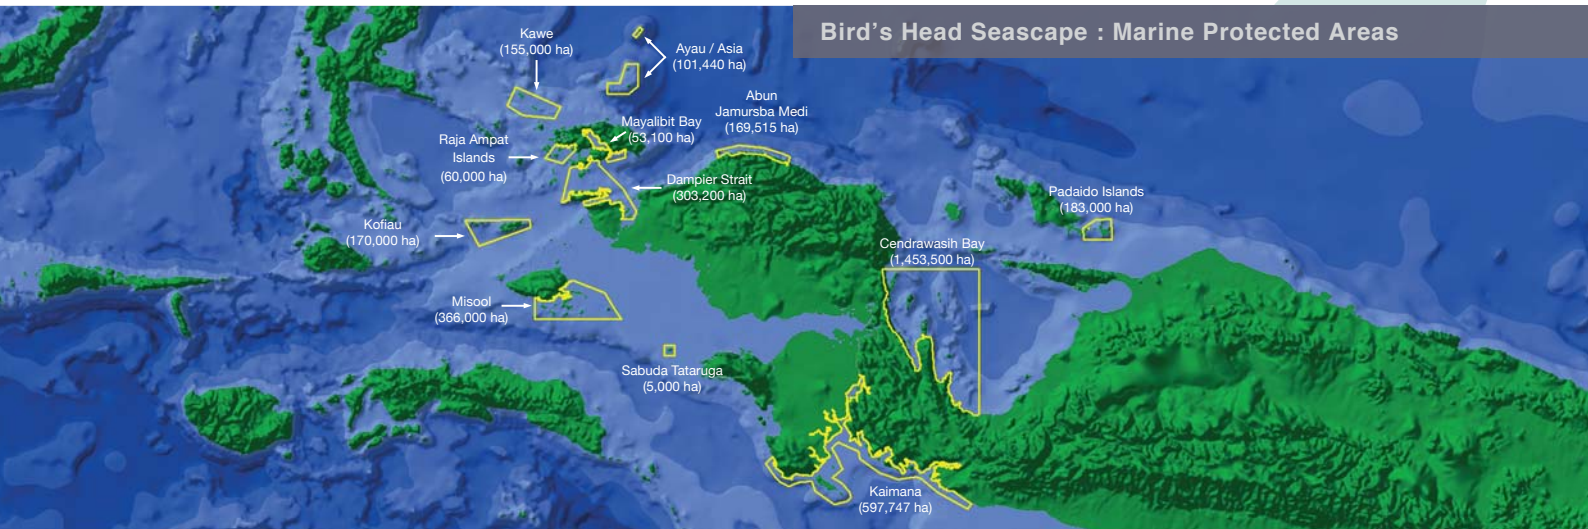 Bird's Head Seascape : Marine Protected Areas
Kawe
(155,000 ha)
Ayau / Asia
(101,440 ha)
Abun
Jamursba Medi
(169,515 ha)
Mayalibit Bay
(53,100 ha)
Raja Ampat
Islands
(60,000 ha)
Dampier Strait
(303,200 ha)
Padaido Islands
(183,000 ha)
Kofiau
(170,000 ha)
Cendrawasih Bay
(1,453,500 ha)
Misool
(366,000 ha)
Sabuda Tataruga
(5,000 ha)
Kaimana
(597,747 ha)